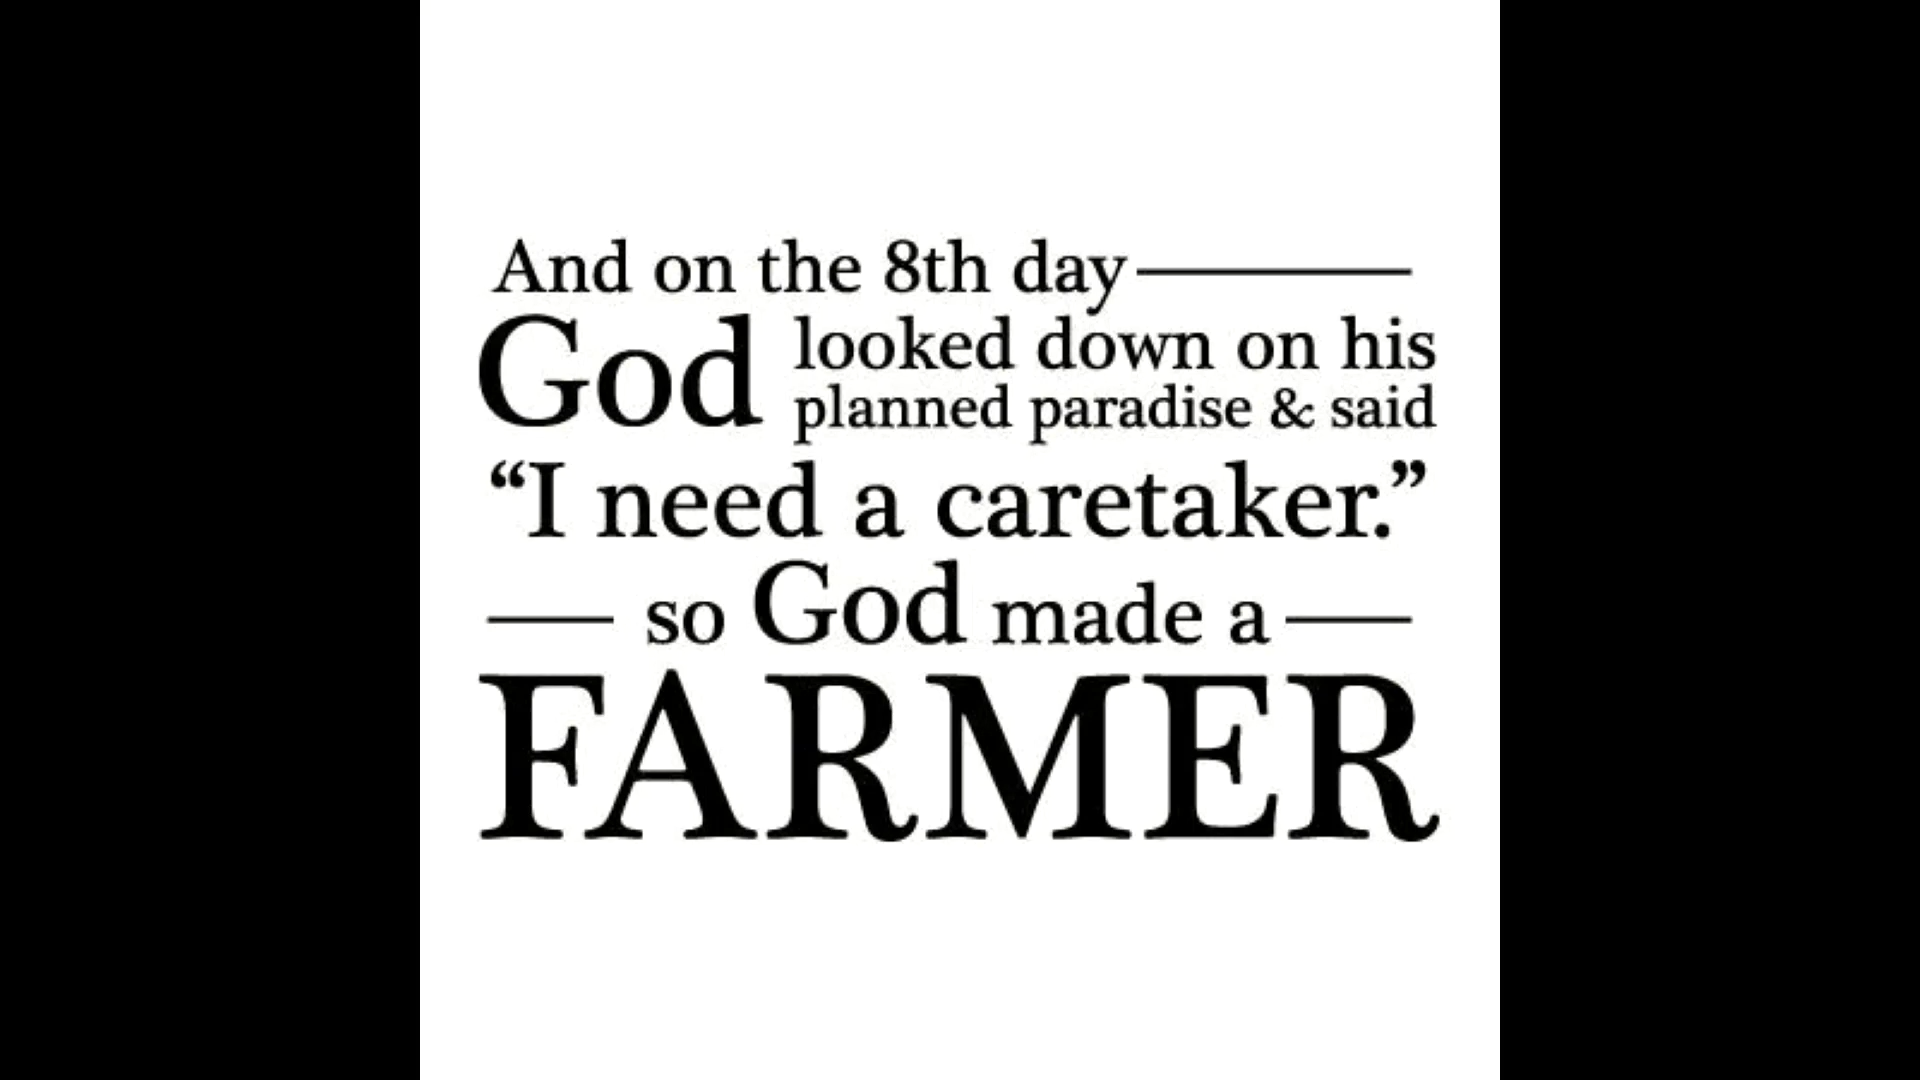 And on the 8th day
God looked down on his
planned paradise & said
“I need a caretaker.”
so God made a
FARMER